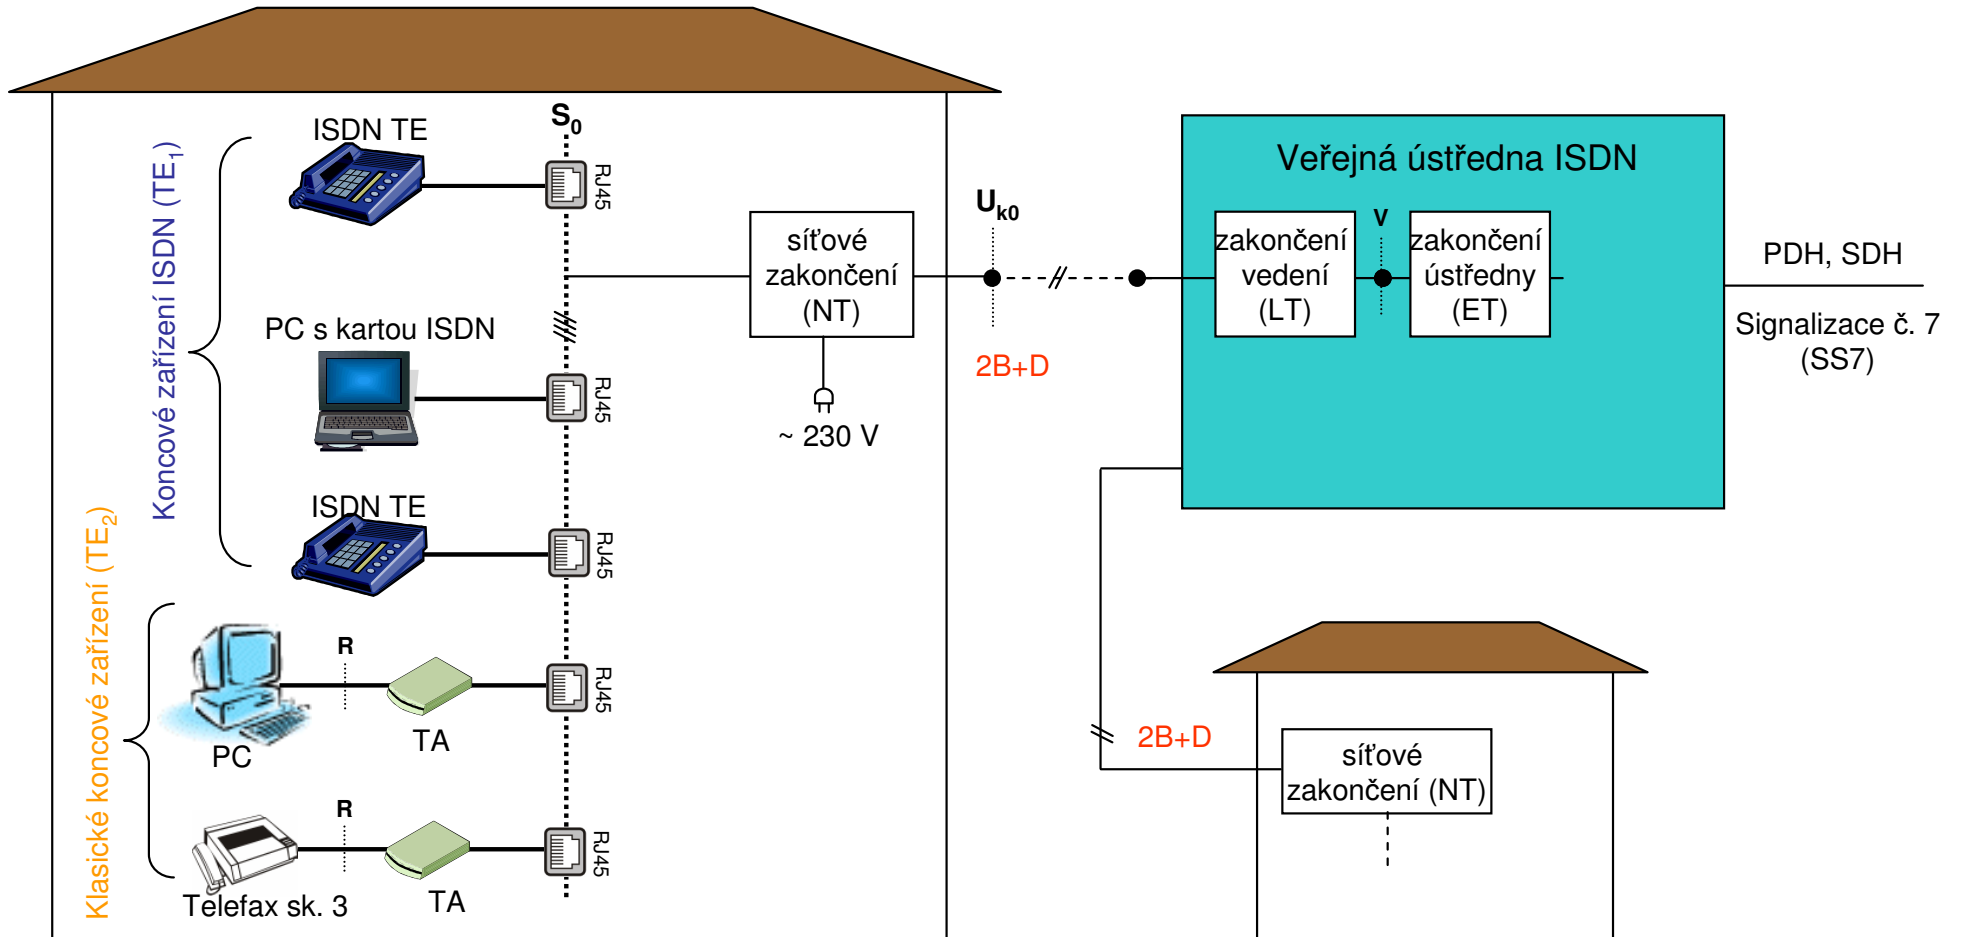 Koncové zařízení ISDN (TE1)
Klasické koncové zařízení (TE2)
S0
ISDN TE
RJ45
PC s kartou ISDN
RJ45
ISDN TE
RJ45
R
TA
PC
RJ45
R
TA
Telefax sk. 3
RJ45
síťové
zakončení
(NT)
~ 230 V
Uk0
2B+D
Veřejná ústředna ISDN
zakončení
vedení
(LT)
V
zakončení
ústředny
(ET)
PDH, SDH
Signalizace č. 7
(SS7)
2B+D
síťové
zakončení (NT)